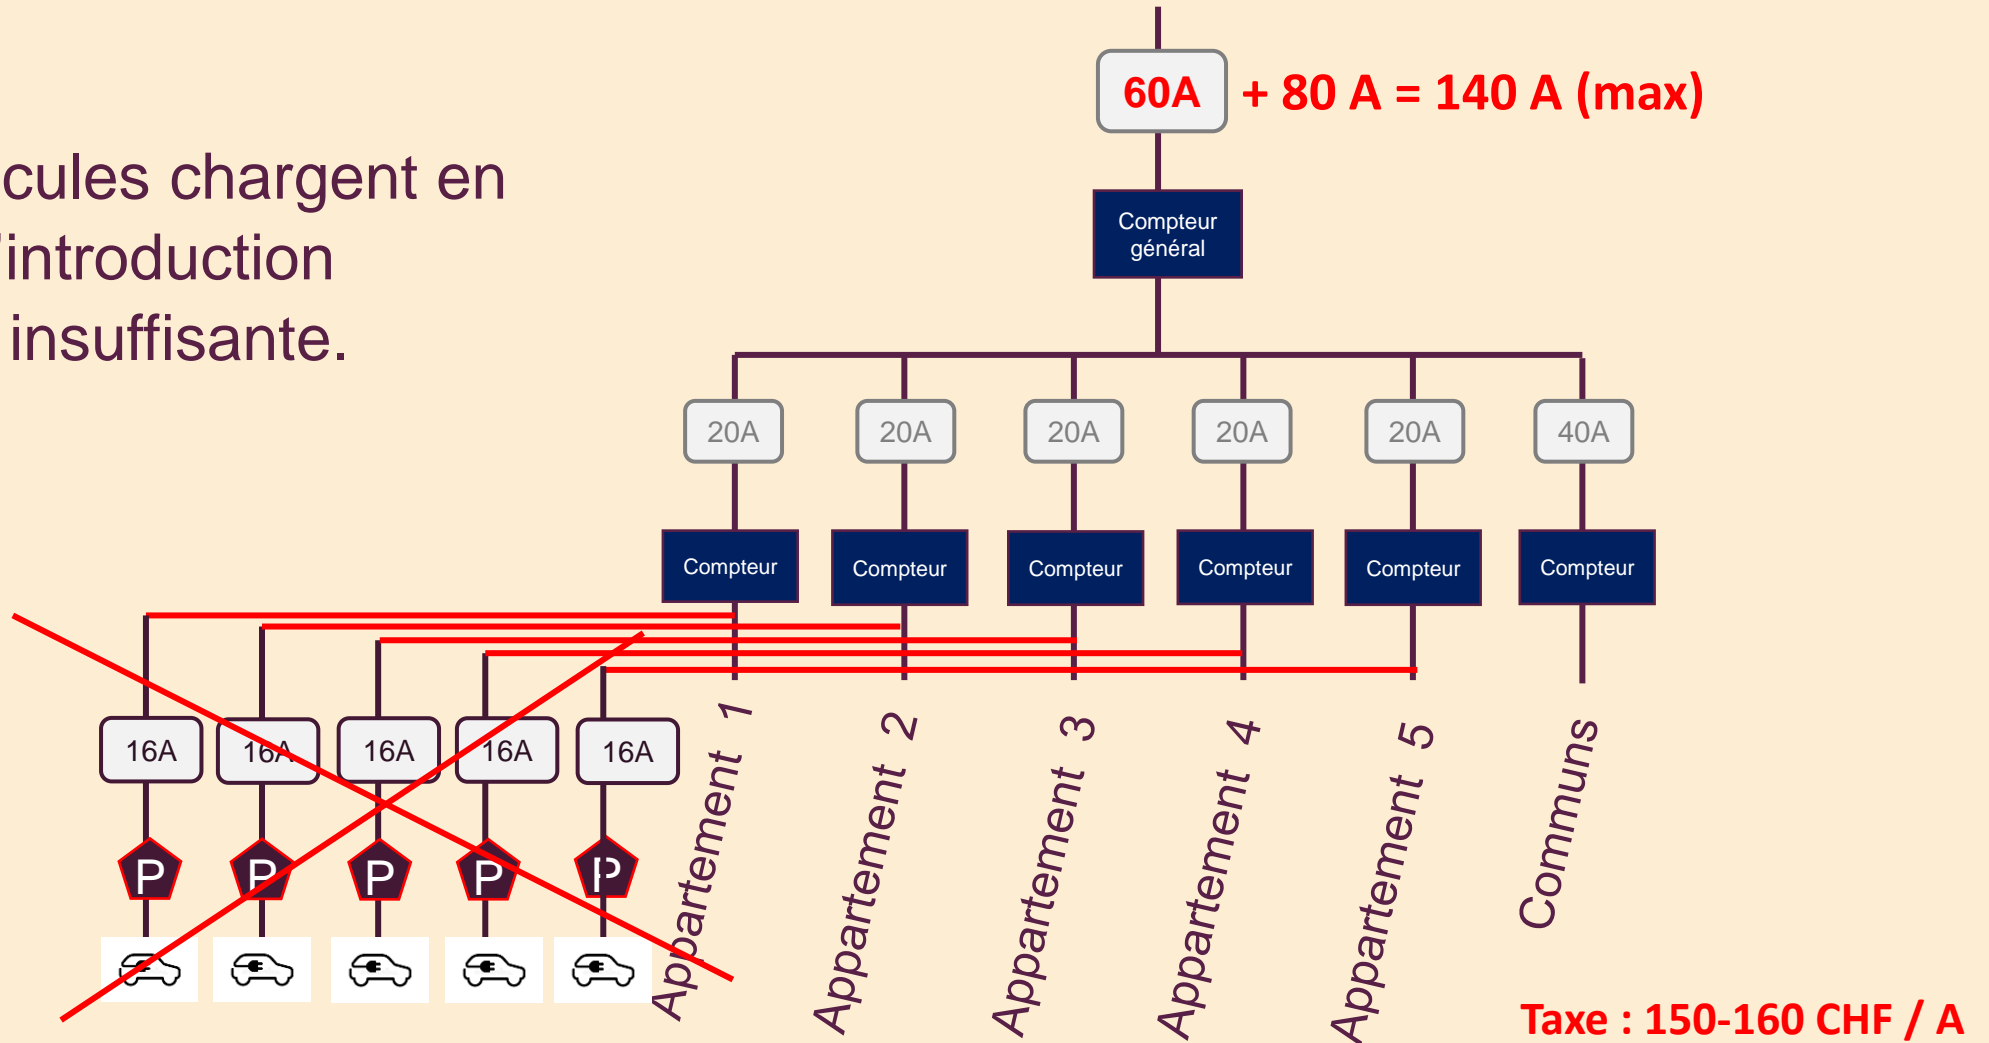 60A + 80 A = 140 A (max)
cules chargent en
'introduction
insuffisante.
Compteur
général
20A 20A 20A 20A 20A 40A
Compteur Compteur Compteur Compteur Compteur Compteur
16A 16A 16A 16A 16A
P P P P P
Appartement 1
Appartement 2
Appartement 3
Appartement 4
Appartement 5
Communs
Taxe : 150-160 CHF / A